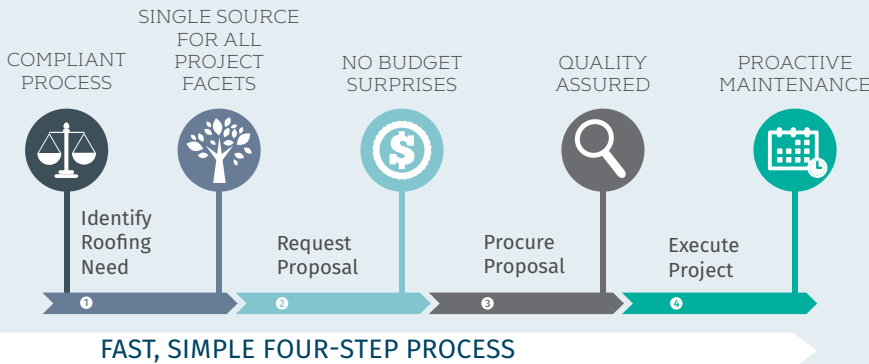 COMPLIANT
PROCESS
SINGLE SOURCE
FOR ALL
PROJECT
FACETS
NO BUDGET
SURPRISES
QUALITY
ASSURED
PROACTIVE
MAINTENANCE
$
Identify
Roofing
Need
Request
Proposal
Procure
Proposal
Execute
Project
1
2
3
4
FAST, SIMPLE FOUR-STEP PROCESS